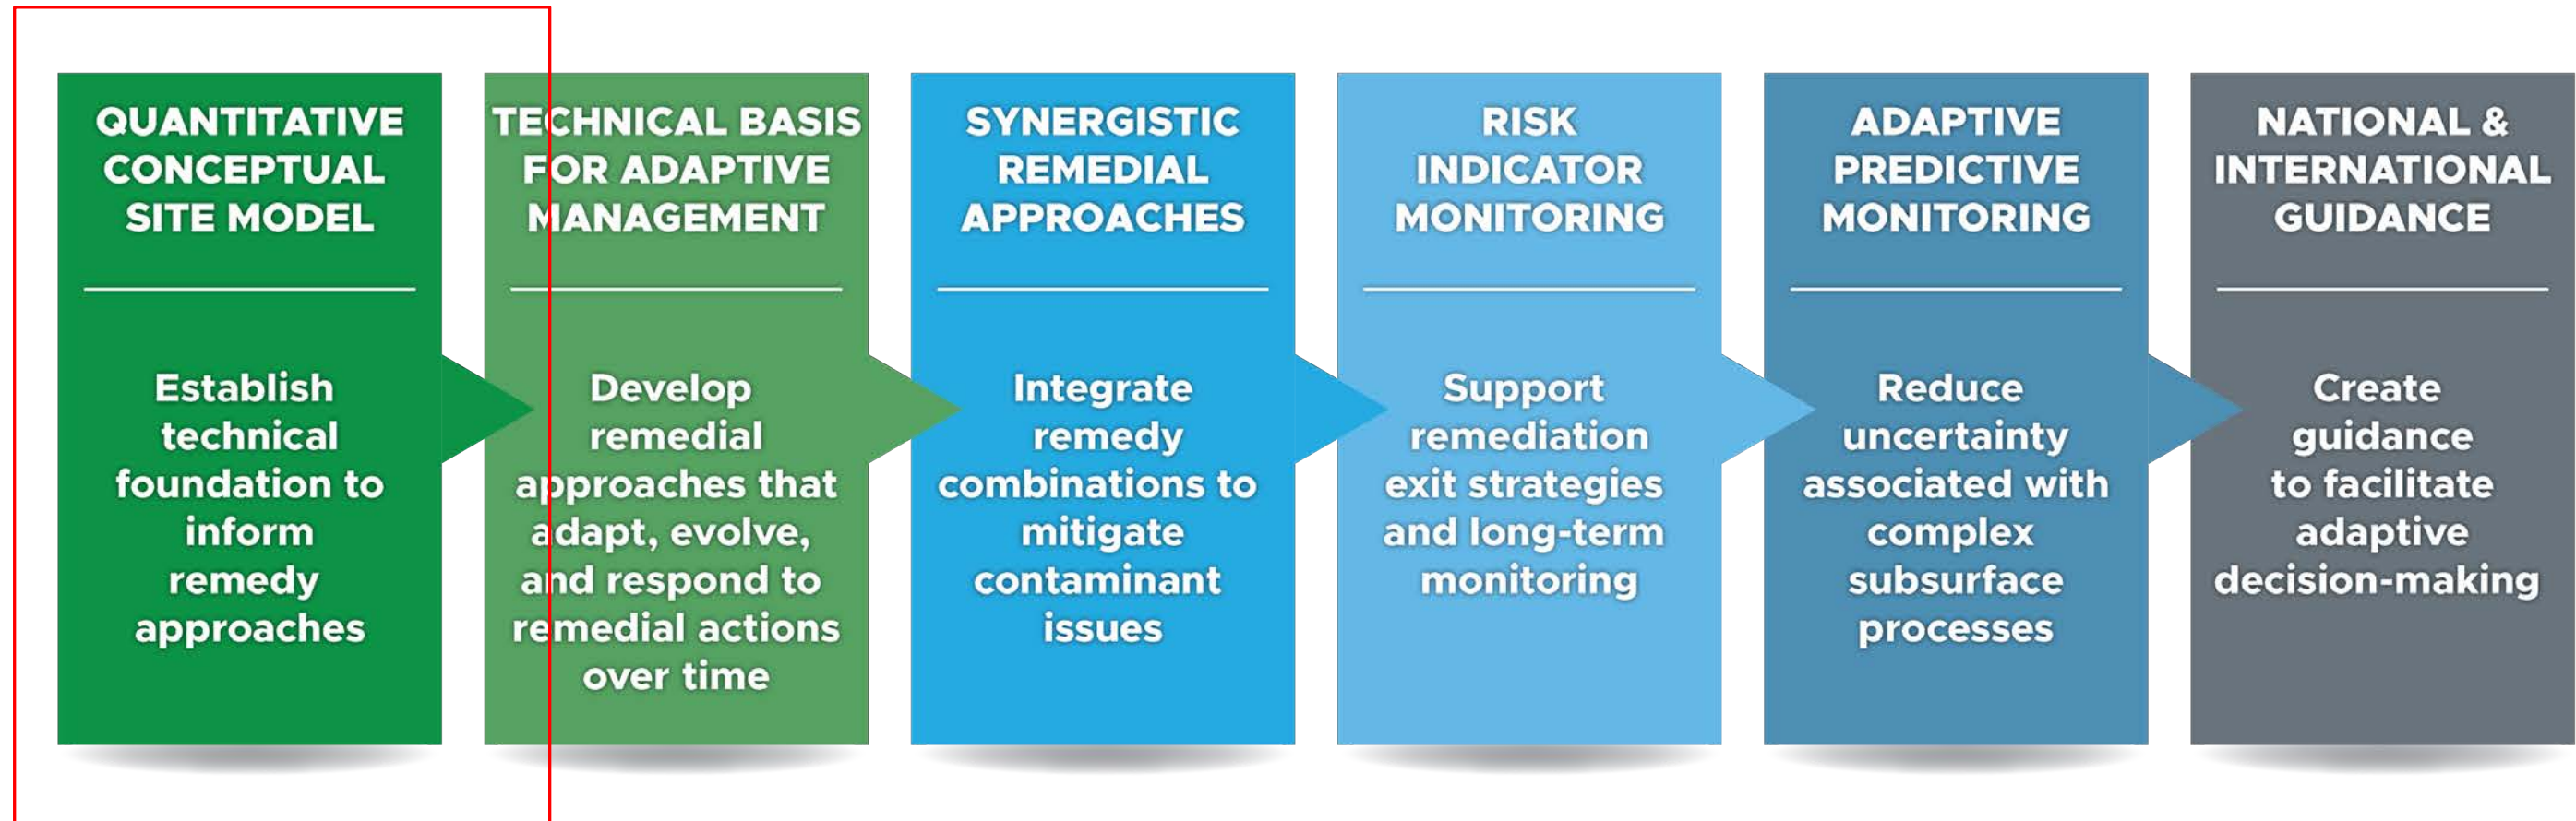 QUANTITATIVE
CONCEPTUAL
SITE MODEL
Establish
technical
foundation to
inform
remedy
approaches
TECHNICAL BASIS
FOR ADAPTIVE
MANAGEMENT
Develop
remedial
approaches that
adapt, evolve,
and respond to
remedial actions
over time
SYNERGISTIC
REMEDIAL
APPROACHES
Integrate
remedy
combinations to
mitigate
contaminant
issues
RISK
INDICATOR
MONITORING
Support
remediation
exit strategies
and long-term
monitoring
ADAPTIVE
PREDICTIVE
MONITORING
Reduce
uncertainty
associated with
complex
subsurface
processes
NATIONAL &
INTERNATIONAL
GUIDANCE
Create
guidance
to facilitate
adaptive
decision-making